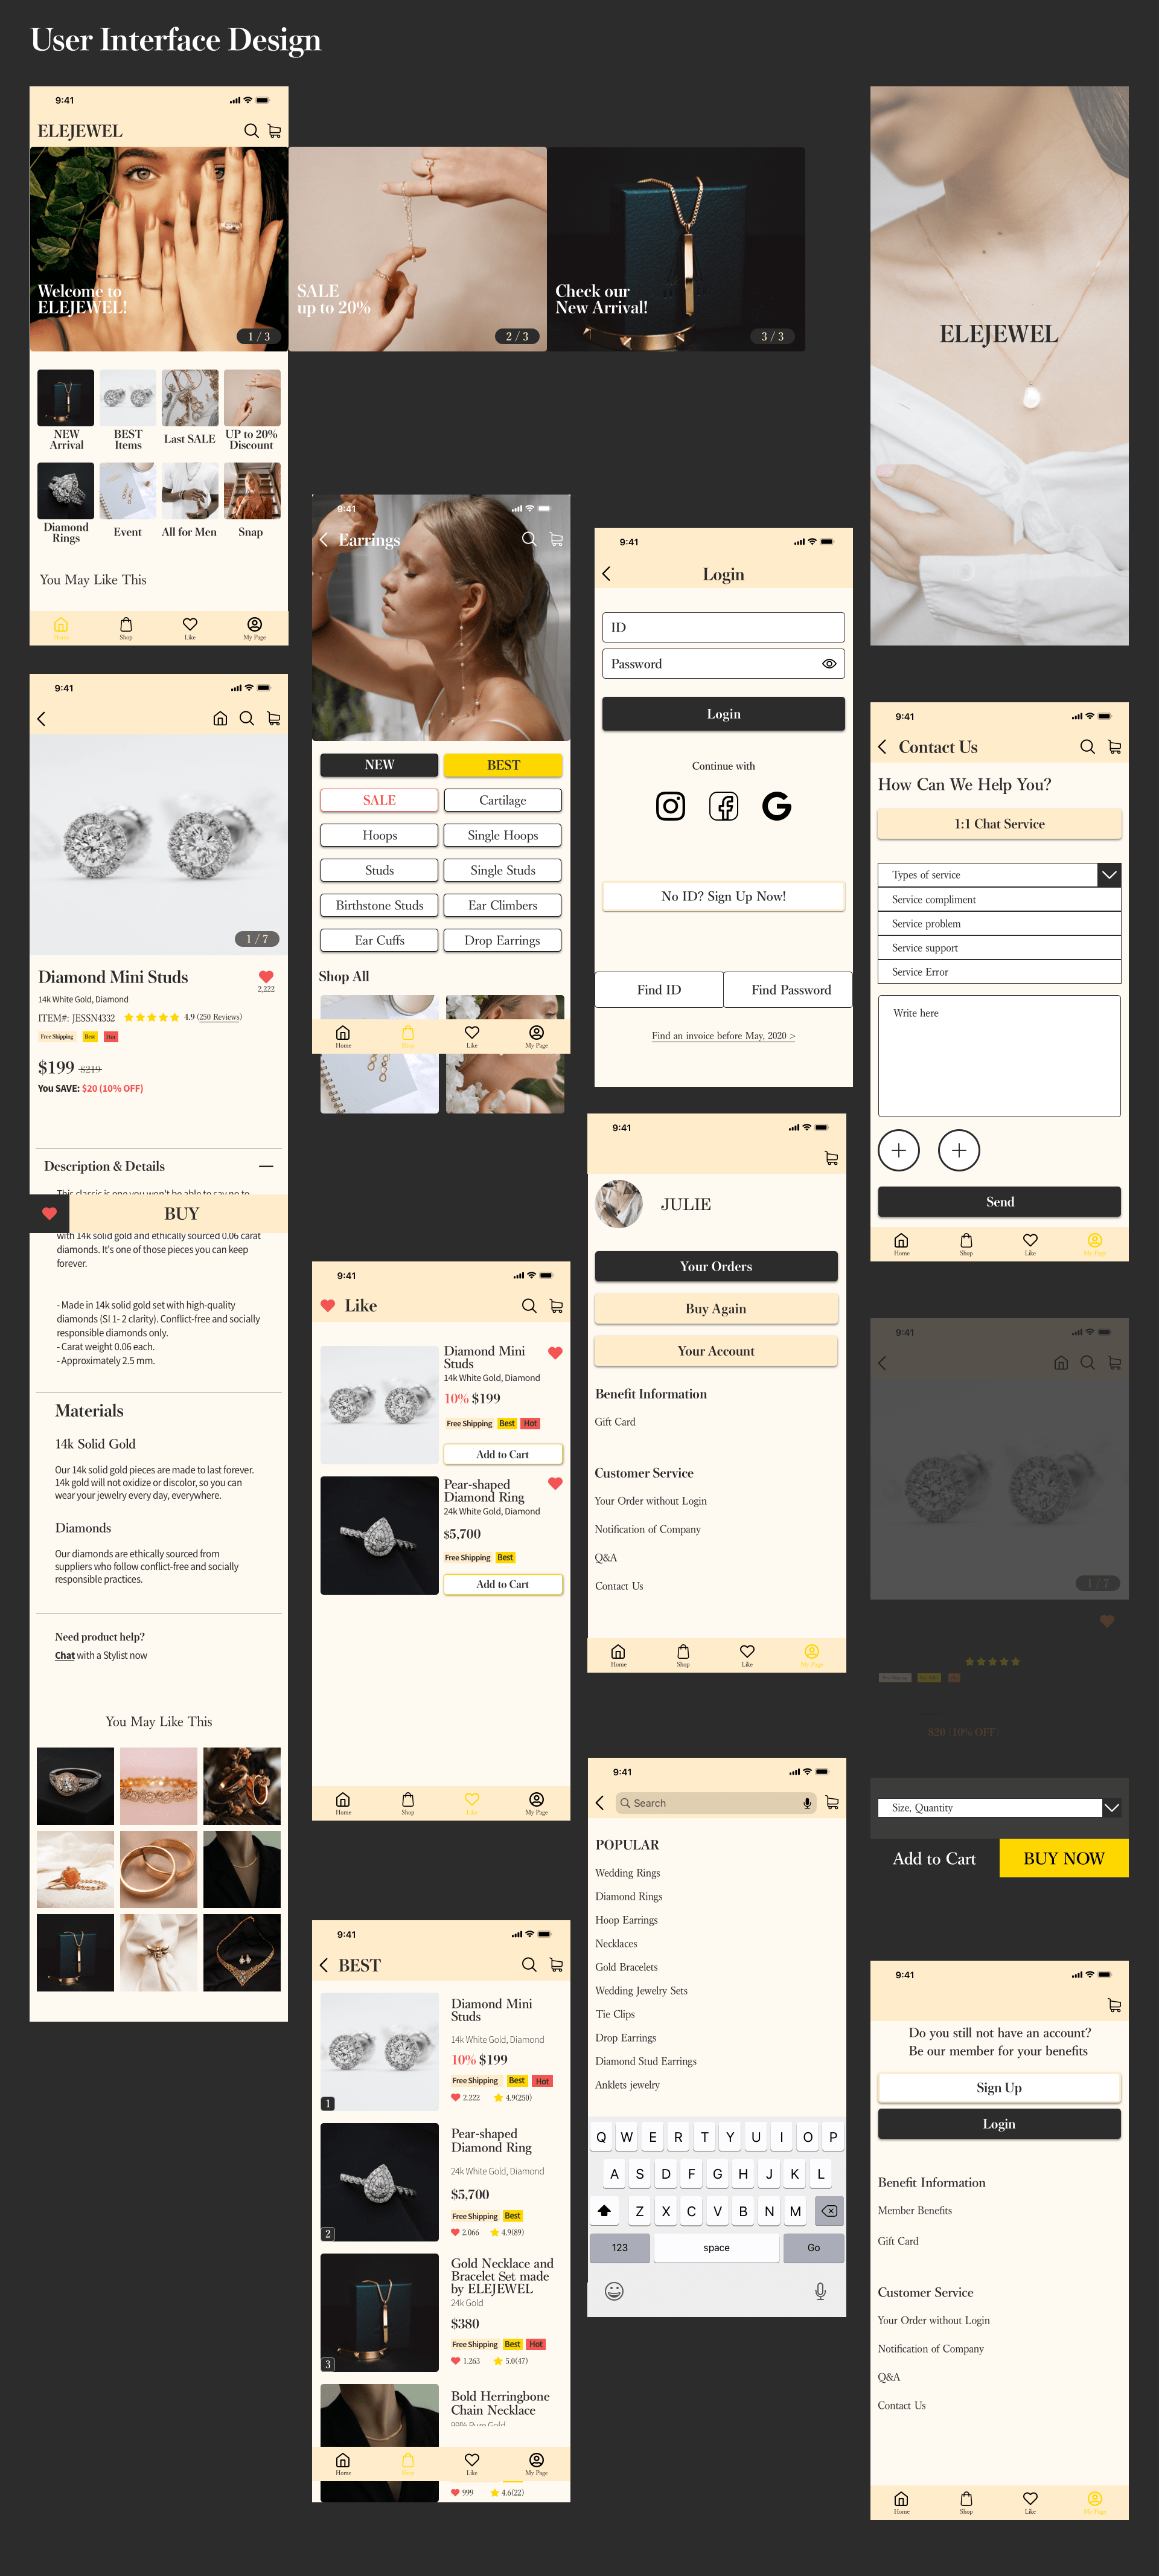 User Interface Design
9:41
ELEJEWEL
Welcome to
ELEJEWEL!
1 / 3
SALE
up to 20%
2 / 3
Check our
New Arrival!
3 / 3
NEW
Arrival
BEST
Items
Last SALE
UP to 20%
Discount
Diamond
Rings
Event
All for Men
Snap
You May Like This
Home
Shop
Like
My Page
ELEJEWEL
9:41
1 / 7
Diamond Mini Studs
2,222
14k White Gold, Diamond
ITEM#: JESSN4332
4.9 (250 Reviews)
Free Shipping
Best
Hot
$199 $219
You SAVE: $20 (10% OFF)
Description & Details
This classic is one you won't be able to say no to
BUY
with 14k solid gold and ethically sourced 0.06 carat
diamonds. It's one of those pieces you can keep
forever.
- Made in 14k solid gold set with high-quality
diamonds (SI 1- 2 clarity). Conflict-free and socially
responsible diamonds only.
- Carat weight 0.06 each.
- Approximately 2.5 mm.
Materials
14k Solid Gold
Our 14k solid gold pieces are made to last forever.
14k gold will not oxidize or discolor, so you can
wear your jewelry every day, everywhere.
Diamonds
Our diamonds are ethically sourced from
suppliers who follow conflict-free and socially
responsible practices.
Need product help?
Chat with a Stylist now
You May Like This
9:41
Earrings
NEW
BEST
SALE
Cartilage
Hoops
Single Hoops
Studs
Single Studs
Birthstone Studs
Ear Climbers
Ear Cuffs
Drop Earrings
Shop All
Home
Shop
Like
My Page
9:41
Like
Diamond Mini
Studs
14k White Gold, Diamond
10% $199
Free Shipping
Best
Hot
Add to Cart
Pear-shaped
Diamond Ring
24k White Gold, Diamond
$5,700
Free Shipping
Best
Add to Cart
Home
Shop
Like
My Page
9:41
BEST
Diamond Mini
Studs
14k White Gold, Diamond
10% $199
Free Shipping
Best
Hot
2.222
4.9(250)
1
Pear-shaped
Diamond Ring
24k White Gold, Diamond
$5,700
Free Shipping
Best
2.066
4.9(89)
2
Gold Necklace and
Bracelet Set made
by ELEJEWEL
24k Gold
$380
Free Shipping
Best
Hot
1.263
5.0(47)
3
Bold Herringbone
Chain Necklace
99% Pure Gold
Home
Shop
Like
My Page
999
4.6(22)
9:41
Login
ID
Password
Login
Continue with
No ID? Sign Up Now!
Find ID
Find Password
Find an invoice before May, 2020 >
9:41
JULIE
Your Orders
Buy Again
Your Account
Benefit Information
Gift Card
Customer Service
Your Order without Login
Notification of Company
Q&A
Contact Us
Home
Shop
Like
My Page
9:41
Search
POPULAR
Wedding Rings
Diamond Rings
Hoop Earrings
Necklaces
Gold Bracelets
Wedding Jewelry Sets
Tie Clips
Drop Earrings
Diamond Stud Earrings
Anklets jewelry
Q W E R T Y U I O P
A S D F G H J K L
Z X C V B N M
123
space
Go
9:41
Contact Us
How Can We Help You?
1:1 Chat Service
Types of service
Service compliment
Service problem
Service support
Service Error
Write here
Send
Home
Shop
Like
My Page
9:41
1 / 7
$20 (10% OFF)
Size, Quantity
Add to Cart
BUY NOW
9:41
Do you still not have an account?
Be our member for your benefits
Sign Up
Login
Benefit Information
Member Benefits
Gift Card
Customer Service
Your Order without Login
Notification of Company
Q&A
Contact Us
Home
Shop
Like
My Page